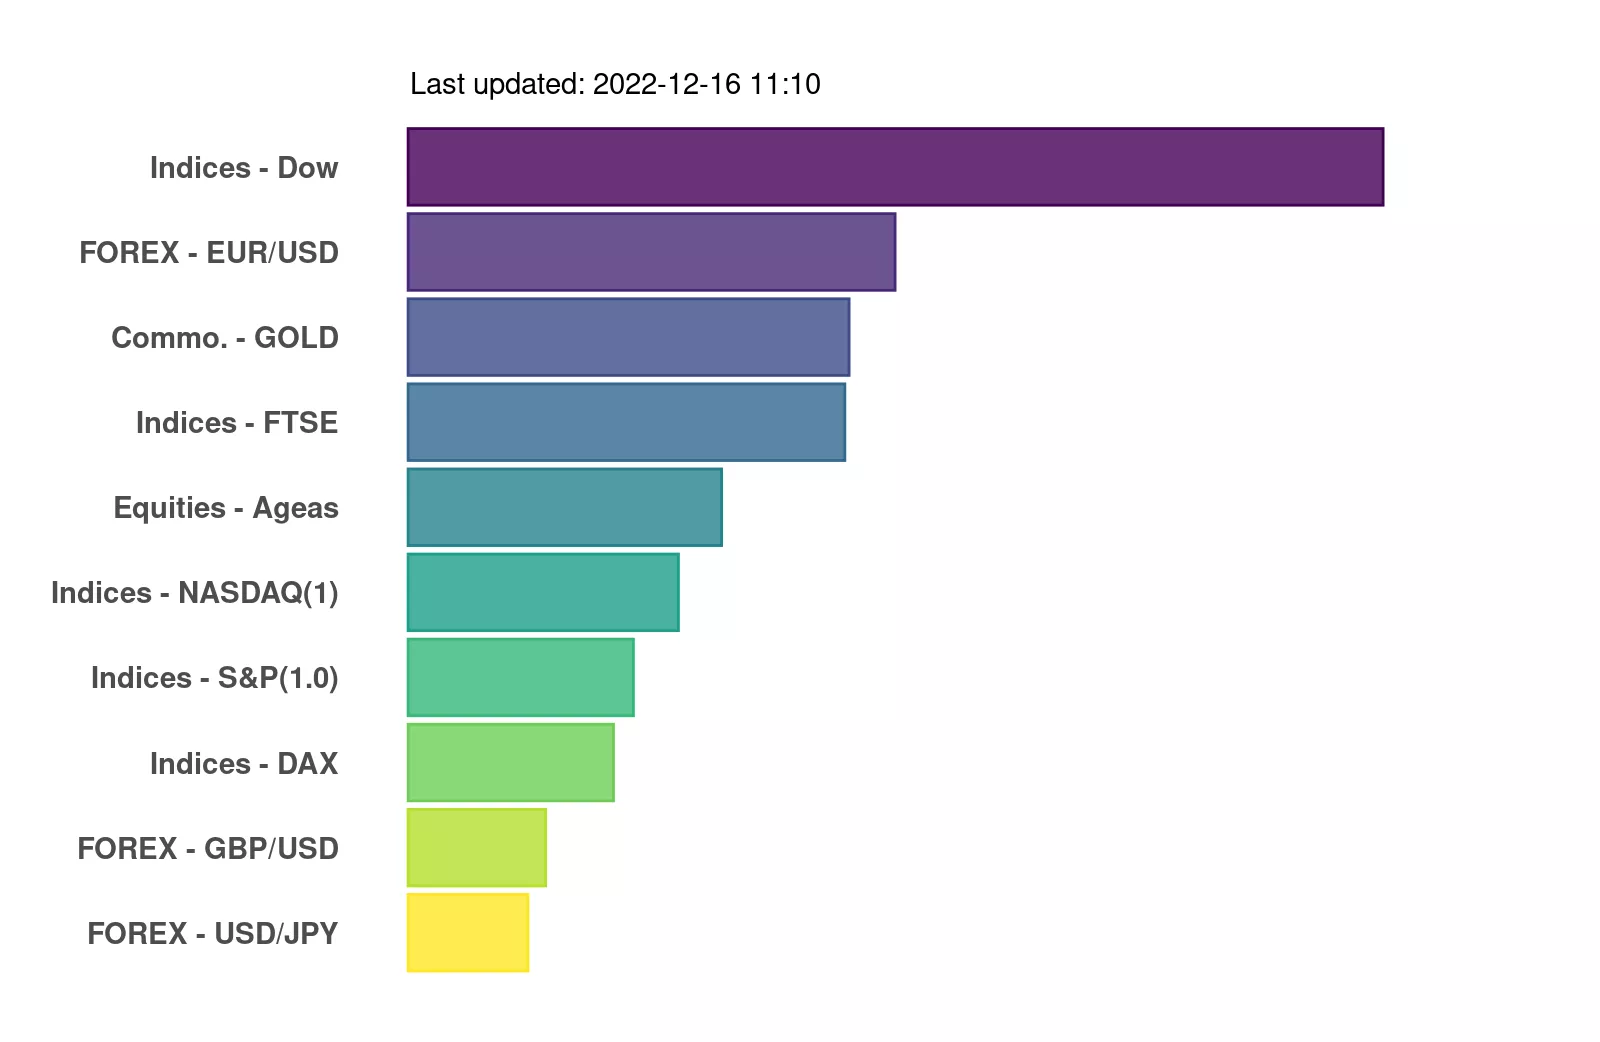 Last updated: 2022-12-16 11:10
Indices - Dow
FOREX - EUR/USD
Commo. - GOLD
Indices - FTSE
Equities - Ageas
Indices - NASDAQ(1)
Indices - S&P(1.0)
Indices - DAX
FOREX - GBP/USD
FOREX - USD/JPY